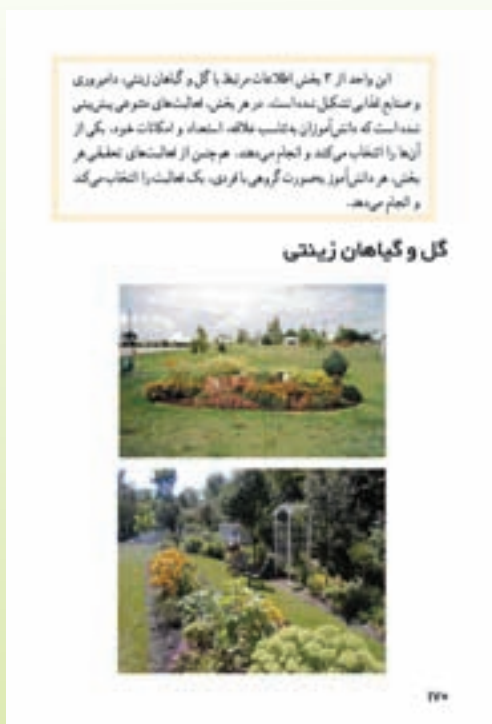 این واحد از ۳ بخش اطلاعات مرتبط با گل و گیاهان زینتی، دامپروری
و صنایع غذایی تشکیل شده است. در هر بخش، فعالیت‌های متنوعی پیش‌بینی
شده است که دانش‌آموزان به‌تناسب علاقه، استعداد و امکانات خود، یکی از
آن‌ها را انتخاب می‌کند و انجام می‌دهند. هم‌چنین از فعالیت‌های تحقیقی هر
بخش، هر دانش‌آموز به‌صورت گروهی یا فردی، یک فعالیت را انتخاب می‌کند
و انجام می‌دهد.
گل و گیاهان زینتی
۱۷۰